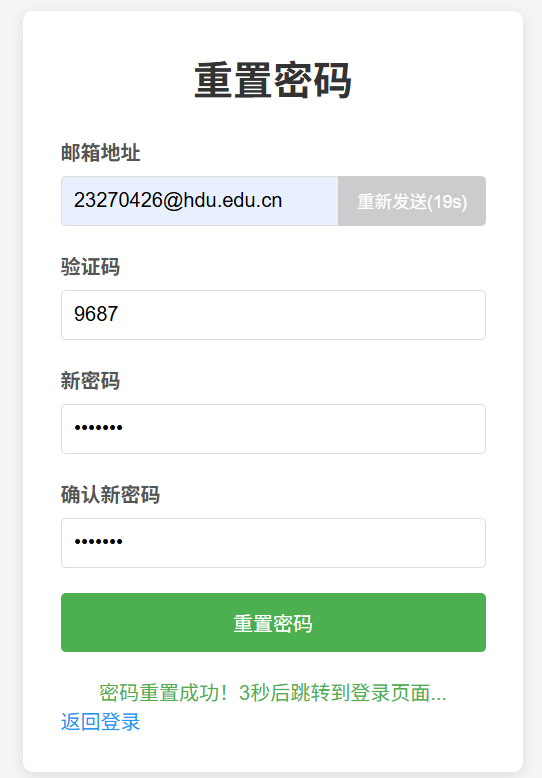 重置密码
邮箱地址
23270426@hdu.edu.cn
重新发送(19s)
验证码
9687
新密码
•••••••
确认新密码
•••••••
重置密码
密码重置成功！3秒后跳转到登录页面...
返回登录